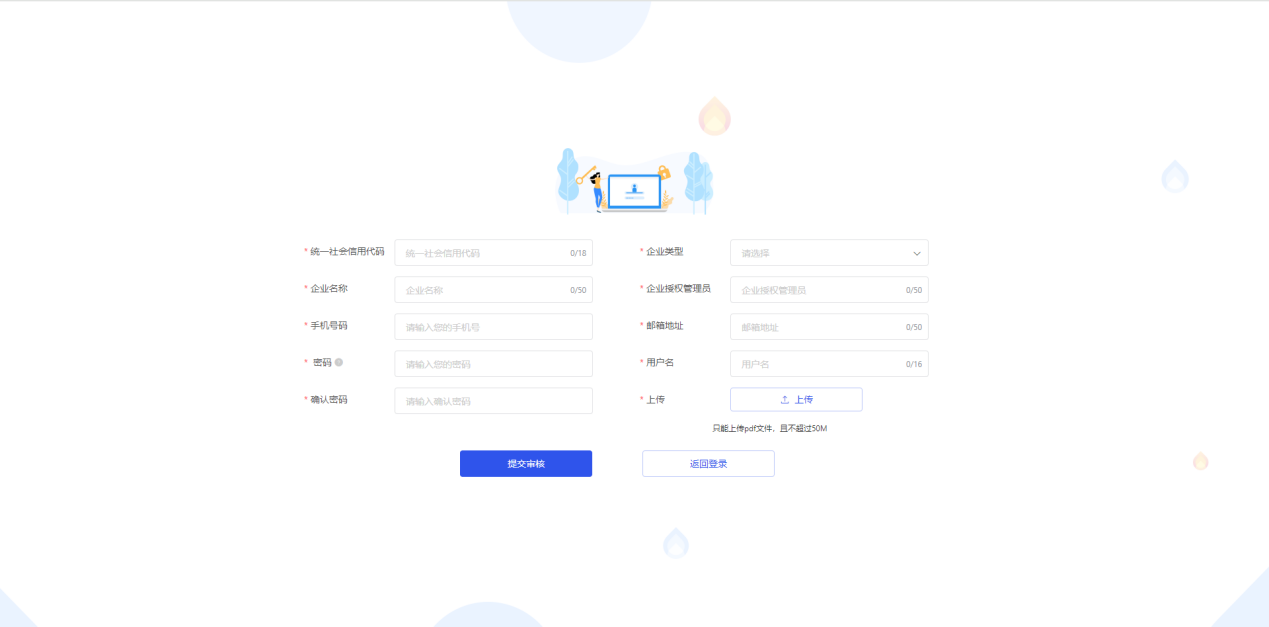 * 统一社会信用代码 统一社会信用代码 0/18 * 企业类型 请选择
* 企业名称 企业名称 0/50 * 企业授权管理员 企业授权管理员 0/50
* 手机号码 请输入您的手机号 * 邮箱地址 邮箱地址 0/50
* 密码 请输入您的密码 * 用户名 用户名 0/16
* 确认密码 请输入确认密码 * 上传 上传
只能上传pdf文件，且不超过50M
提交审核 返回登录